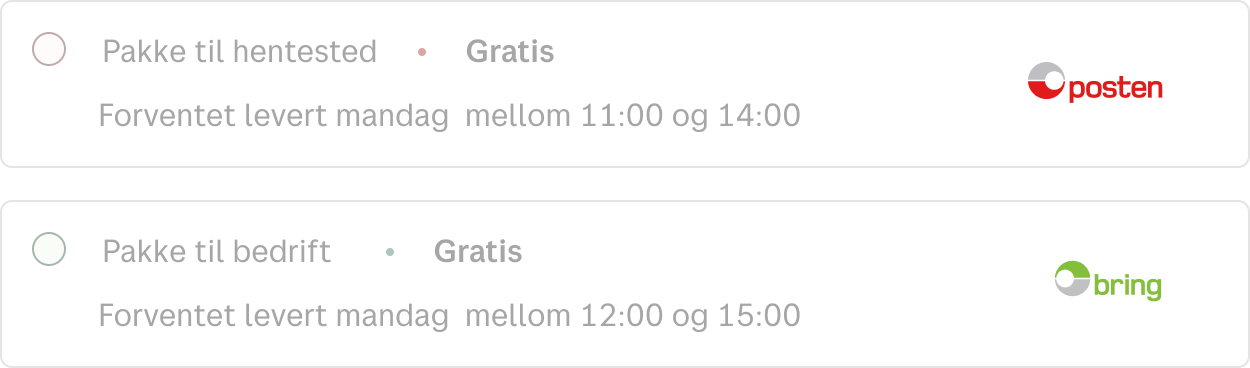 Pakke til hentested • Gratis
Forventet levert mandag mellom 11:00 og 14:00
posten
Pakke til bedrift • Gratis
Forventet levert mandag mellom 12:00 og 15:00
bring